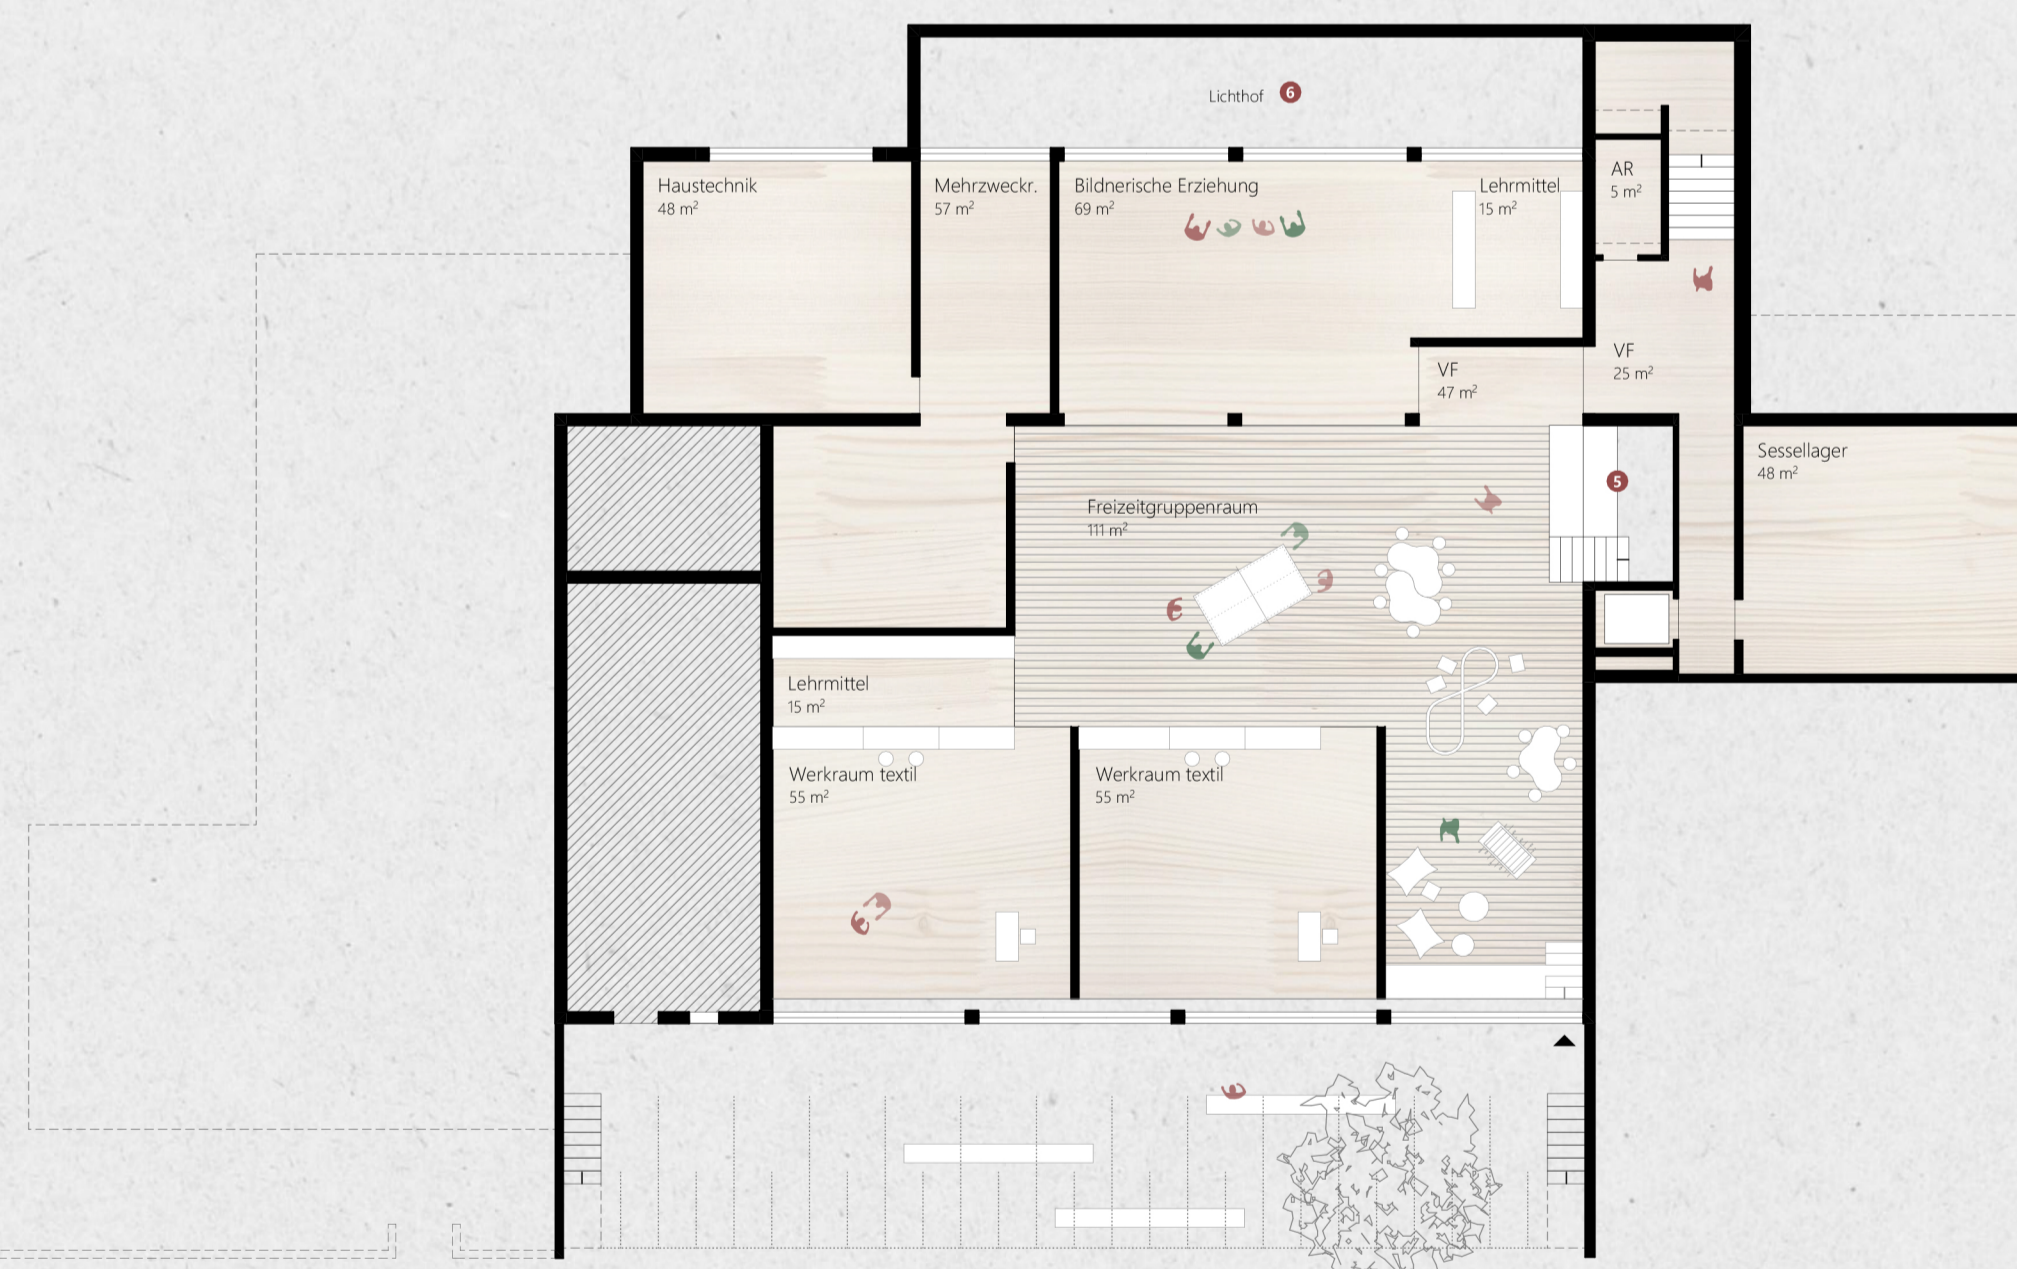 Lichthof 6
Haustechnik
48 m²
Mehrzweckr.
57 m²
Bildnerische Erziehung
69 m²
Lehrmittel
15 m²
AR
5 m²
VF
47 m²
VF
25 m²
Sessellager
48 m²
5
Freizeitgruppenraum
111 m²
Lehrmittel
15 m²
Werkraum textil
55 m²
Werkraum textil
55 m²